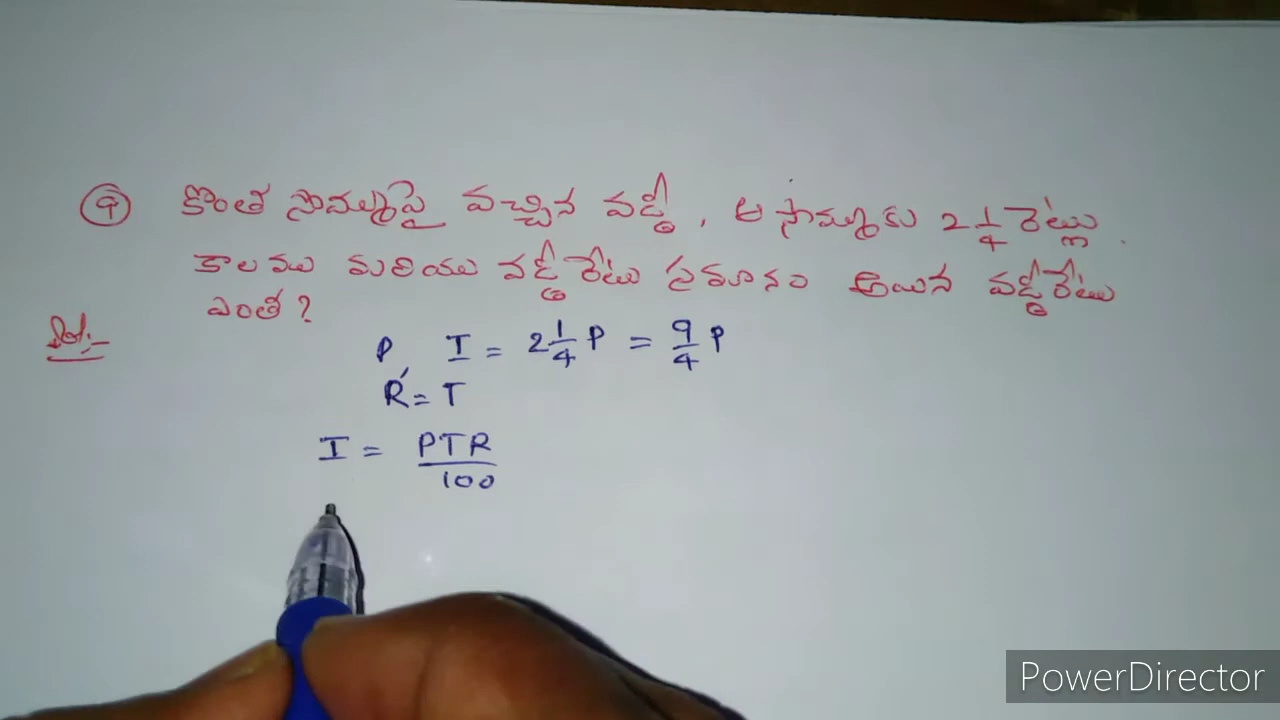 9 కొంత సొమ్ముపై వచ్చిన వడ్డీ, ఆ సొమ్ముకు 2 1/4 రెట్లు.
కాలము మరియు వడ్డీరేటు సమానం అయిన వడ్డీరేటు
ఎంత?
Sol:-
P, I = 2 1/4 P = 9/4 P
R = T
I = PTR/100
PowerDirector